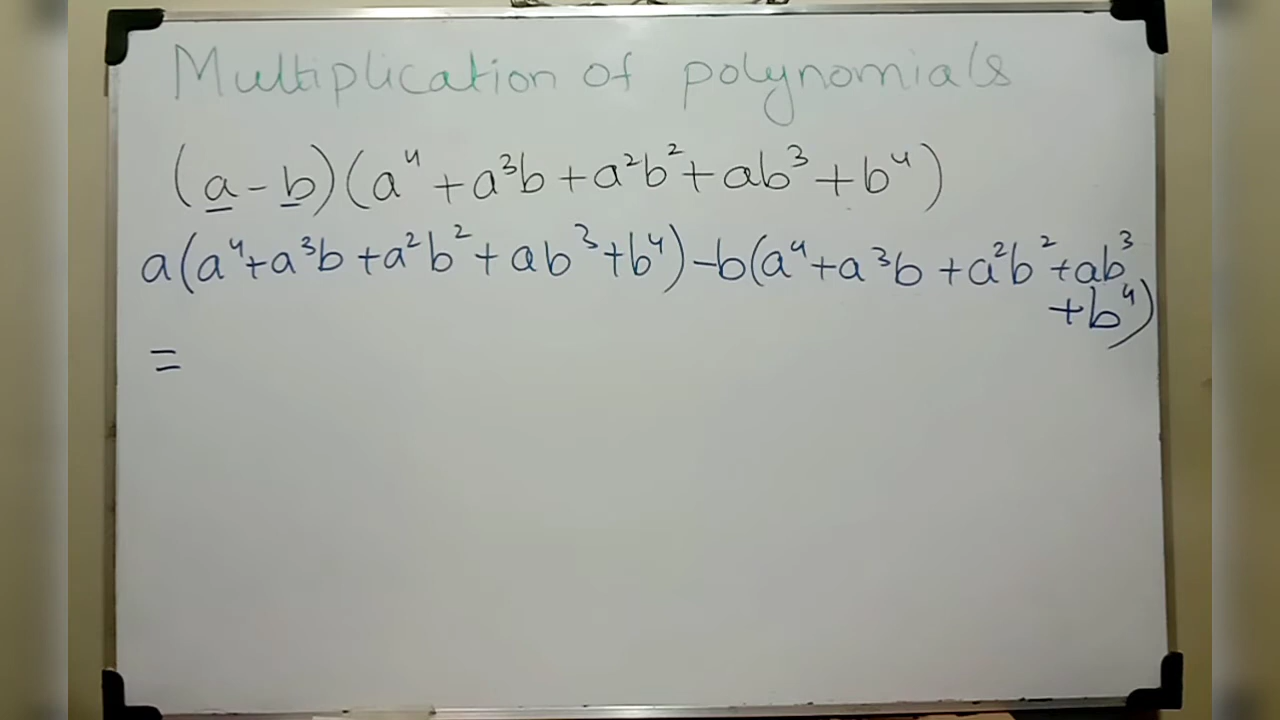 Multiplication of polynomials
(a-b)(a⁴+a³b+a²b²+ab³+b⁴)
a(a⁴+a³b+a²b²+ab³+b⁴)-b(a⁴+a³b+a²b²+ab³
+b⁴)
=